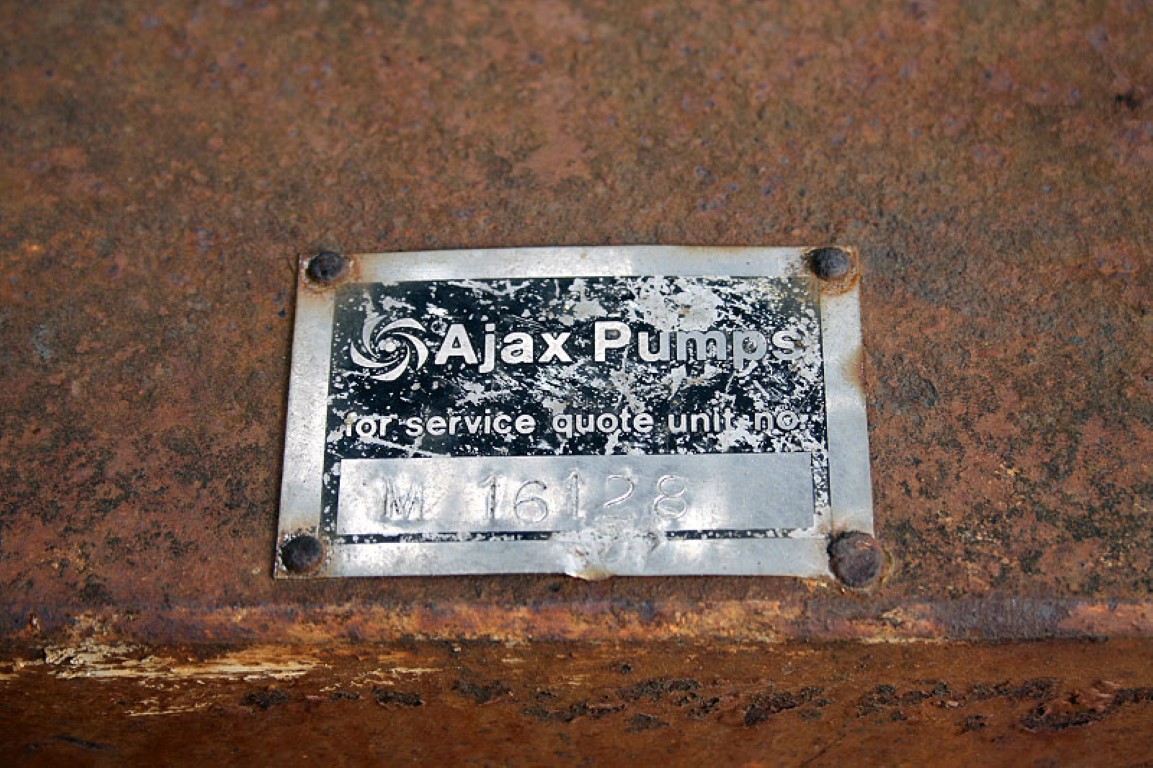 Ajax Pumps
for service quote unit no.
M 16128